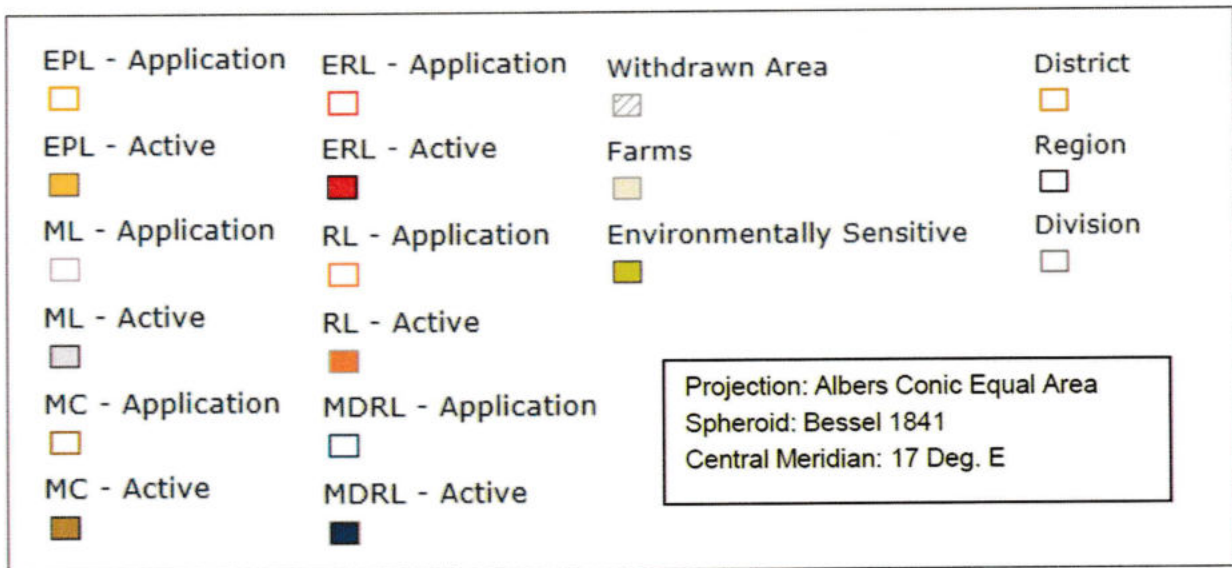 EPL - Application
EPL - Active
ML - Application
ML - Active
MC - Application
MC - Active
ERL - Application
ERL - Active
RL - Application
RL - Active
MDRL - Application
MDRL - Active
Withdrawn Area
Farms
Environmentally Sensitive
District
Region
Division
Projection: Albers Conic Equal Area
Spheroid: Bessel 1841
Central Meridian: 17 Deg. E